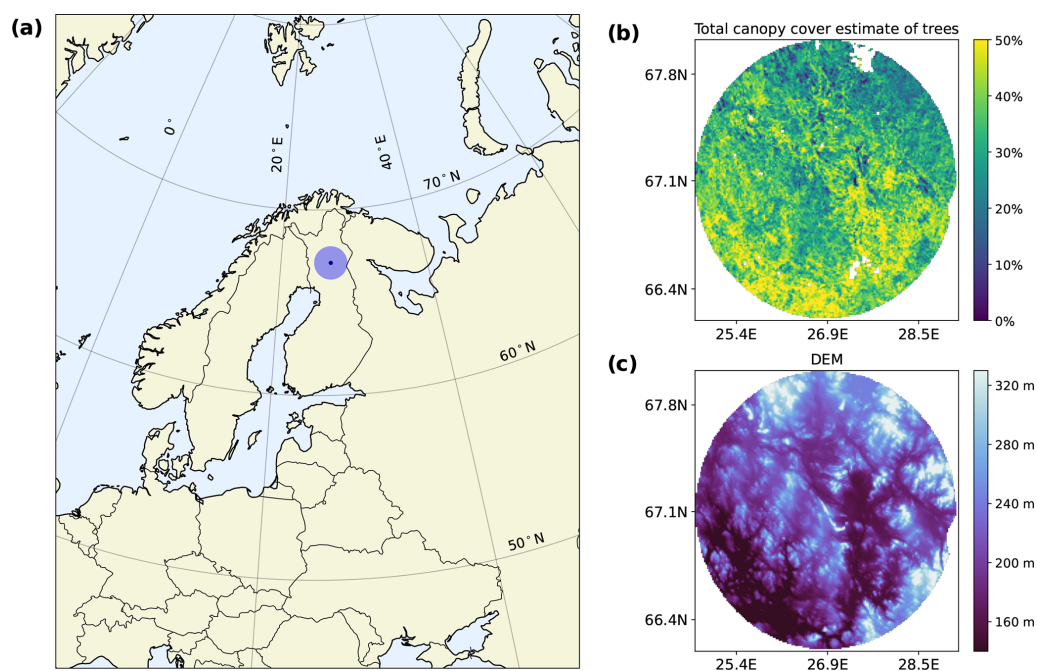 (a)
0°
20°E
40°E
70°N
60°N
50°N
(b)
Total canopy cover estimate of trees
67.8N
67.1N
66.4N
25.4E
26.9E
28.5E
50%
40%
30%
20%
10%
0%
(c)
DEM
67.8N
67.1N
66.4N
25.4E
26.9E
28.5E
320 m
280 m
240 m
200 m
160 m